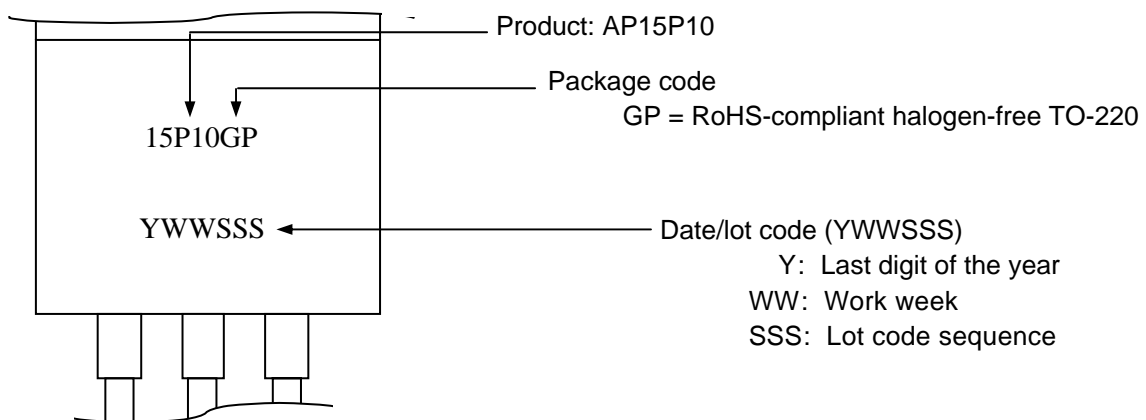 Product: AP15P10
Package code
GP = RoHS-compliant halogen-free TO-220
15P10GP
YWWSSS
Date/lot code (YWWSSS)
Y: Last digit of the year
WW: Work week
SSS: Lot code sequence